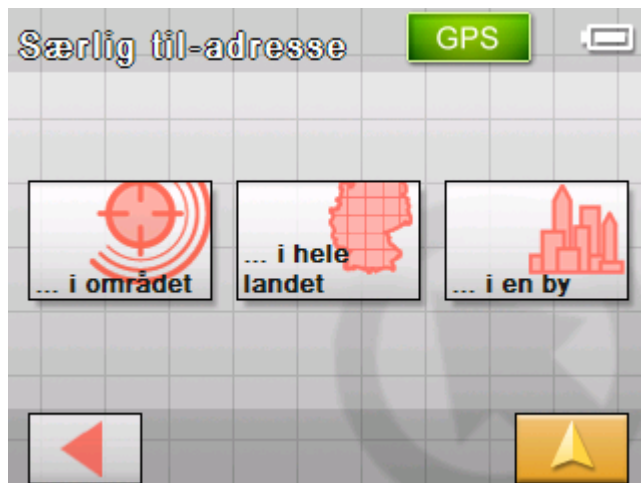 Særlig til-adresse
GPS
... i området
... i hele
landet
... i en by